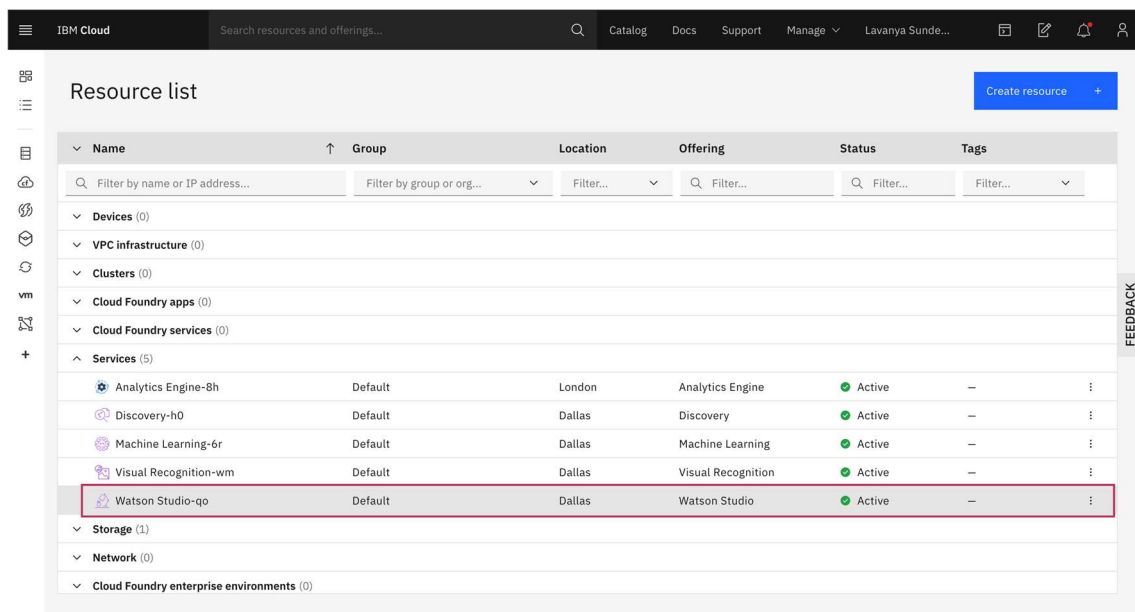 IBM Cloud Search resources and offerings... Catalog Docs Support Manage Lavanya Sunde...
Resource list
Create resource +
Name Group Location Offering Status Tags
Filter by name or IP address... Filter by group or org... Filter... Filter... Filter... Filter...
Devices (0)
VPC infrastructure (0)
Clusters (0)
Cloud Foundry apps (0)
Cloud Foundry services (0)
Services (5)
Analytics Engine-8h Default London Analytics Engine Active —
Discovery-h0 Default Dallas Discovery Active —
Machine Learning-6r Default Dallas Machine Learning Active —
Visual Recognition-wm Default Dallas Visual Recognition Active —
Watson Studio-qo Default Dallas Watson Studio Active —
Storage (1)
Network (0)
Cloud Foundry enterprise environments (0)
cf
vm
FEEDBACK